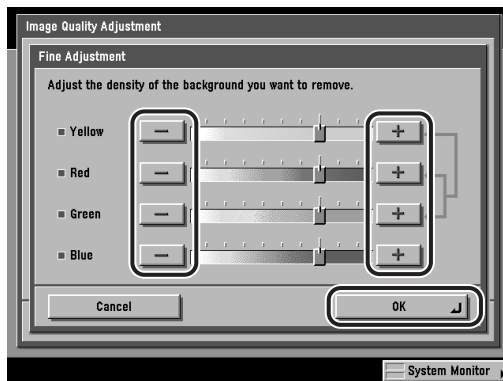 Image Quality Adjustment
Fine Adjustment
Adjust the density of the background you want to remove.
Yellow − +
Red − +
Green − +
Blue − +
Cancel OK
System Monitor